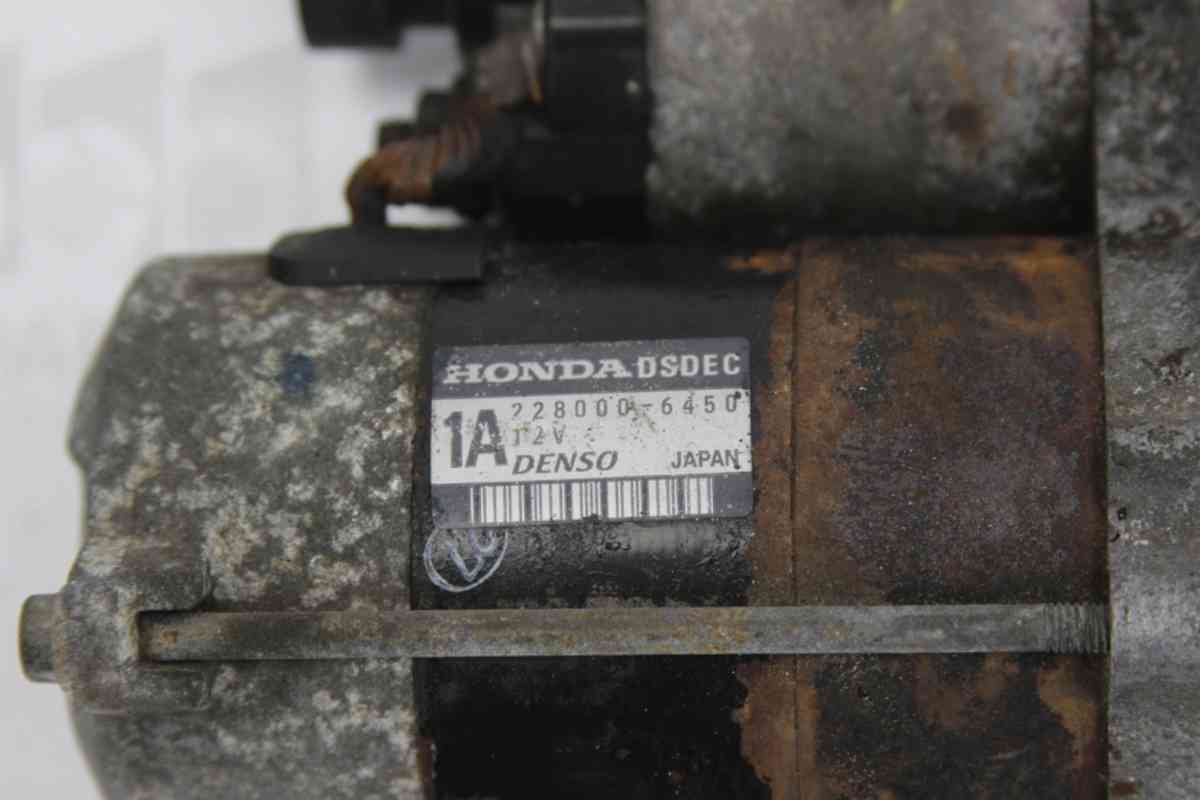 HONDA DSDEC
1A 228000-6450
12V
DENSO JAPAN